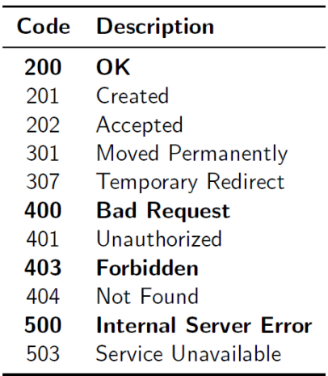 Code Description
200 OK
201 Created
202 Accepted
301 Moved Permanently
307 Temporary Redirect
400 Bad Request
401 Unauthorized
403 Forbidden
404 Not Found
500 Internal Server Error
503 Service Unavailable